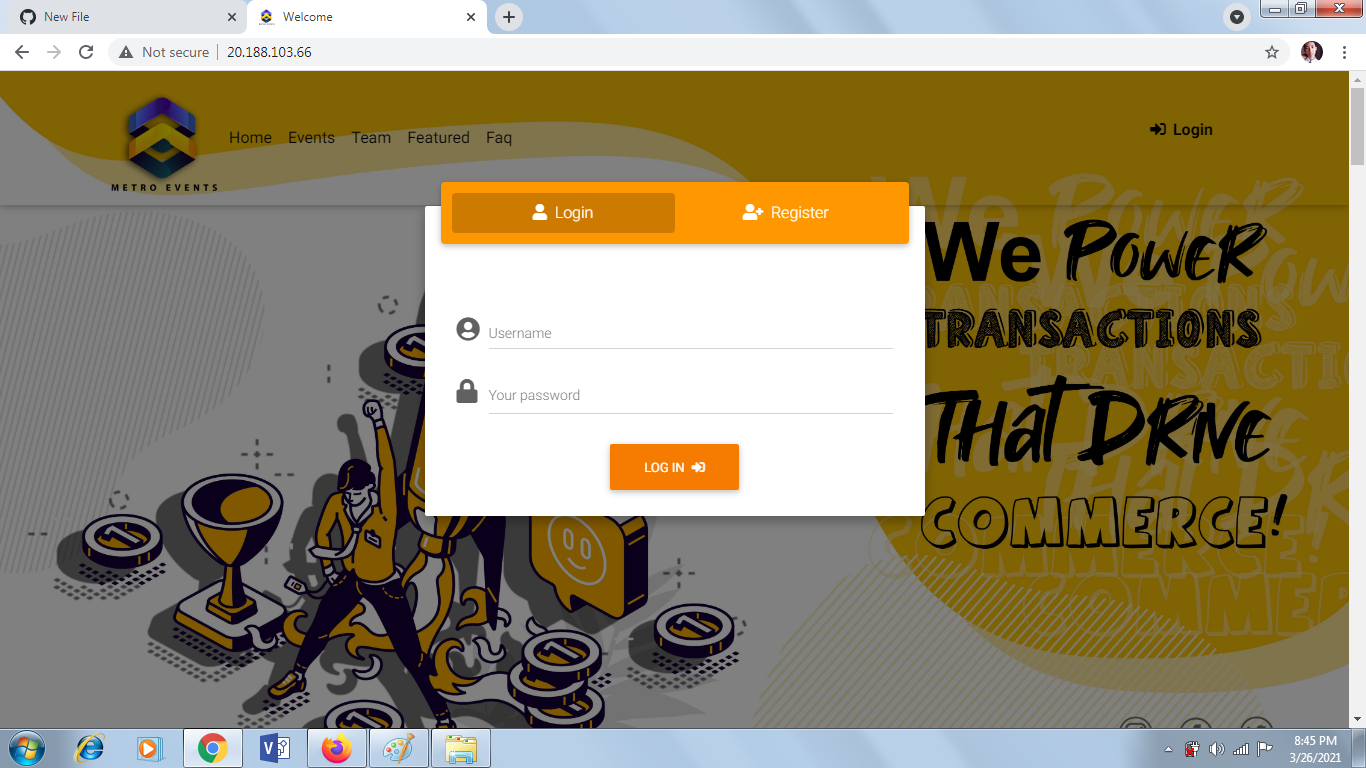 New File
Welcome
Not secure
20.188.103.66
METRO EVENTS
Home Events Team Featured Faq
Login
Login
Register
Username
Your password
LOG IN
We POWER
TRANSACTIONS
THAT DRIVE
COMMERCE!
8:45 PM
3/26/2021